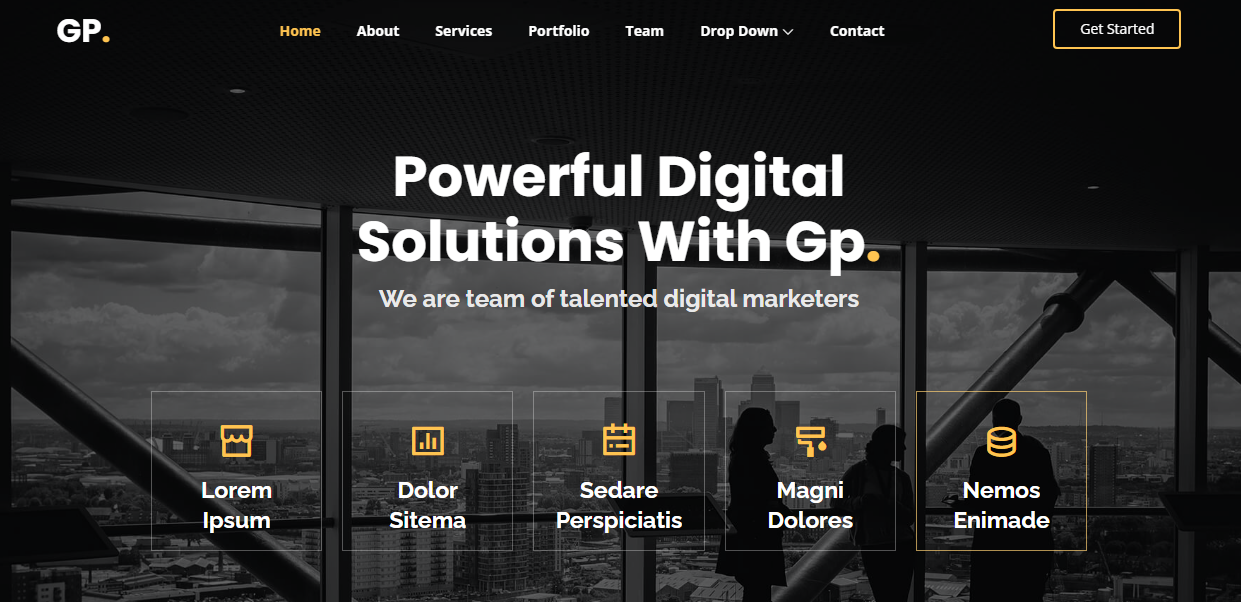 GP.
Home About Services Portfolio Team Drop Down Contact
Get Started
Powerful Digital
Solutions With Gp.
We are team of talented digital marketers
Lorem
Ipsum
Dolor
Sitema
Sedare
Perspiciatis
Magni
Dolores
Nemos
Enimade